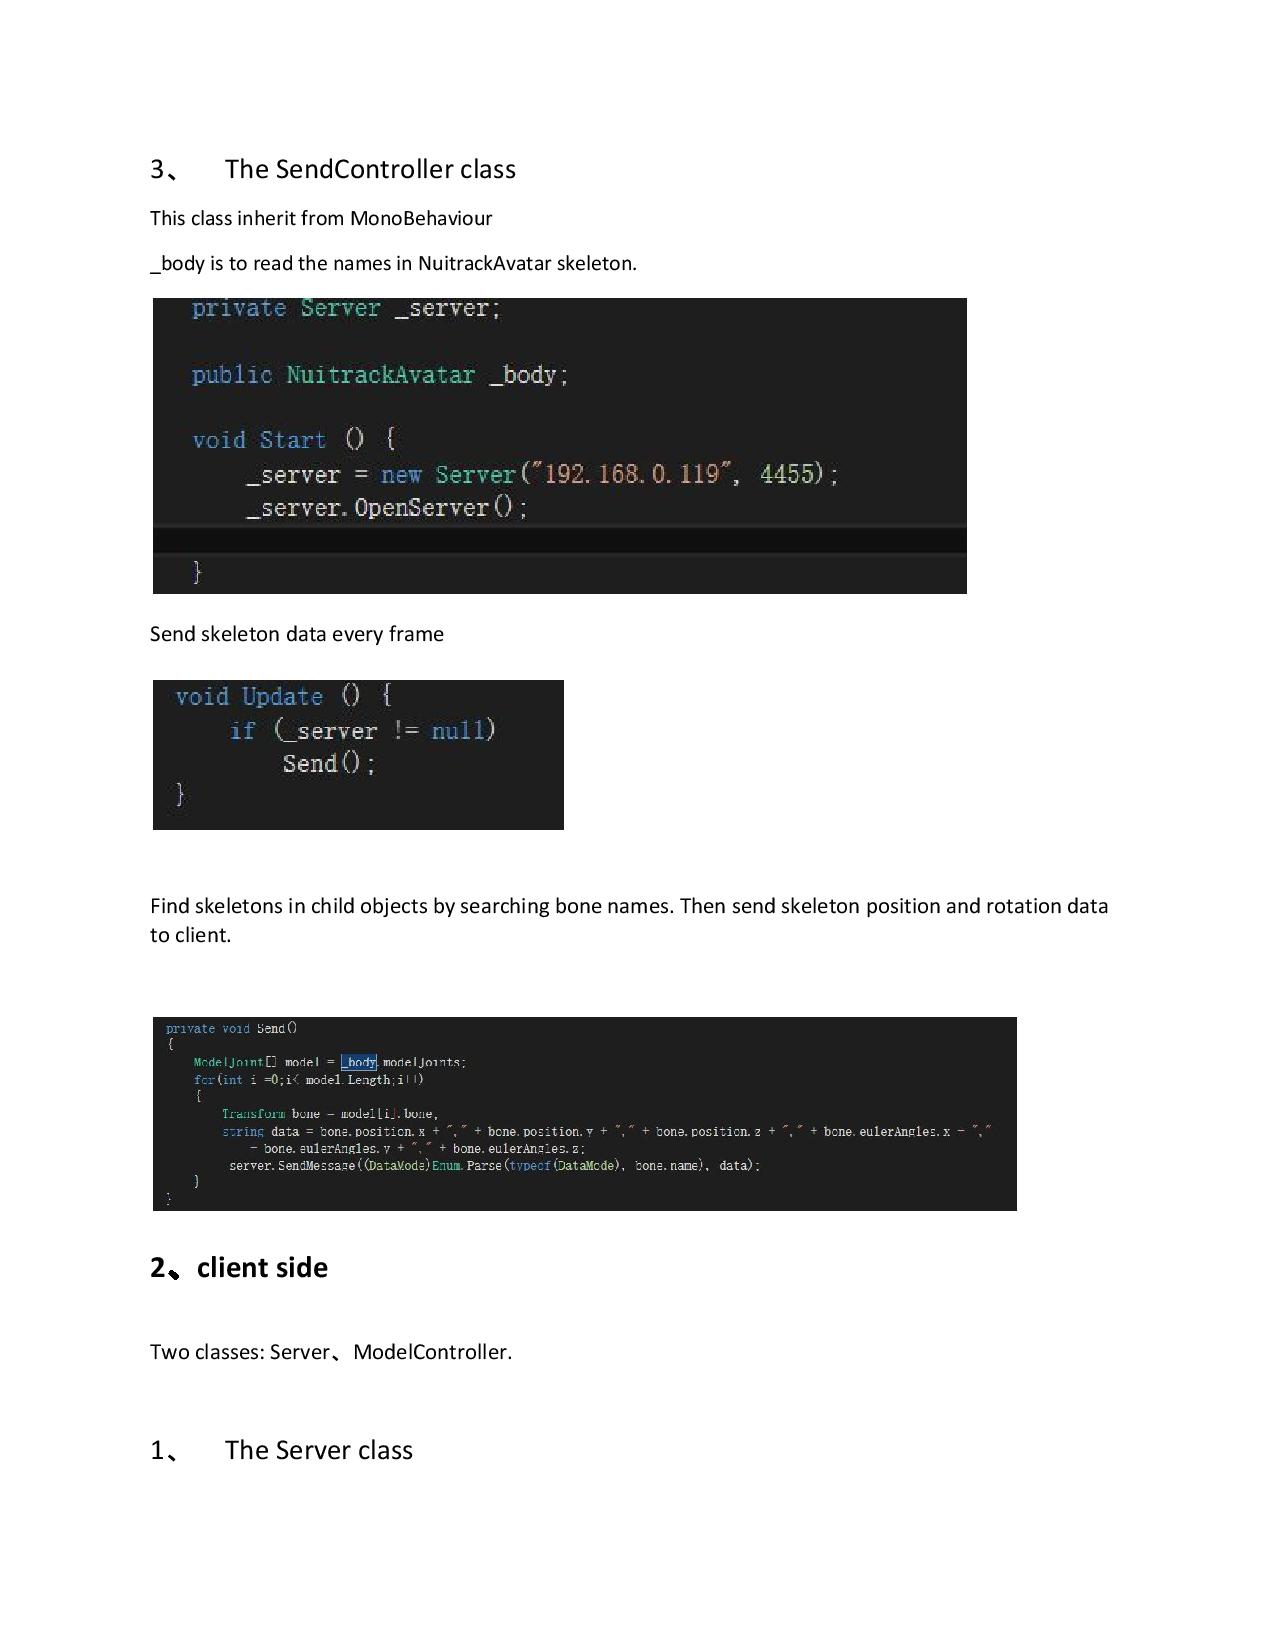 3、 The SendController class
This class inherit from MonoBehaviour
_body is to read the names in NuitrackAvatar skeleton.
private Server _server;
public NuitrackAvatar _body;
void Start () {
_server = new Server("192.168.0.119", 4455);
_server.OpenServer();
}
Send skeleton data every frame
void Update () {
if (_server != null)
Send();
}
Find skeletons in child objects by searching bone names. Then send skeleton position and rotation data
to client.
private void Send()
{
ModelJoint[] model = _body.modelJoints;
for(int i =0;i< model.Length;i++)
{
Transform bone = model[i].bone;
string data = bone.position.x + "," + bone.position.y + "," + bone.position.z + "," + bone.eulerAngles.x + ","
+ bone.eulerAngles.y + "," + bone.eulerAngles.z;
_server.SendMessage((DataMode)Enum.Parse(typeof(DataMode), bone.name), data);
}
}
2、client side
Two classes: Server、ModelController.
1、 The Server class